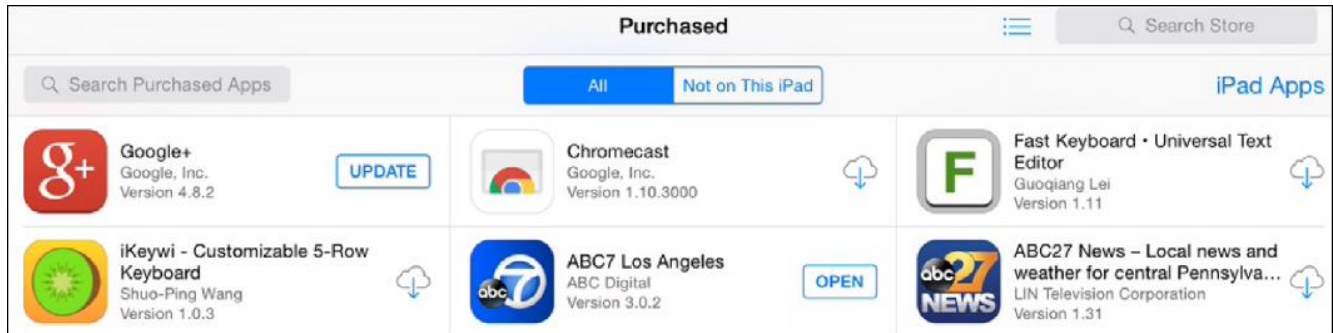 Purchased
Search Store
Search Purchased Apps
All
Not on This iPad
iPad Apps
g+
Google+
Google, Inc.
Version 4.8.2
UPDATE
Chromecast
Google, Inc.
Version 1.10.3000
F
Fast Keyboard • Universal Text
Editor
Guoqiang Lei
Version 1.11
iKeywi - Customizable 5-Row
Keyboard
Shuo-Ping Wang
Version 1.0.3
abc 7
ABC7 Los Angeles
ABC Digital
Version 3.0.2
OPEN
abc 27
NEWS
ABC27 News – Local news and
weather for central Pennsylva...
LIN Television Corporation
Version 1.31